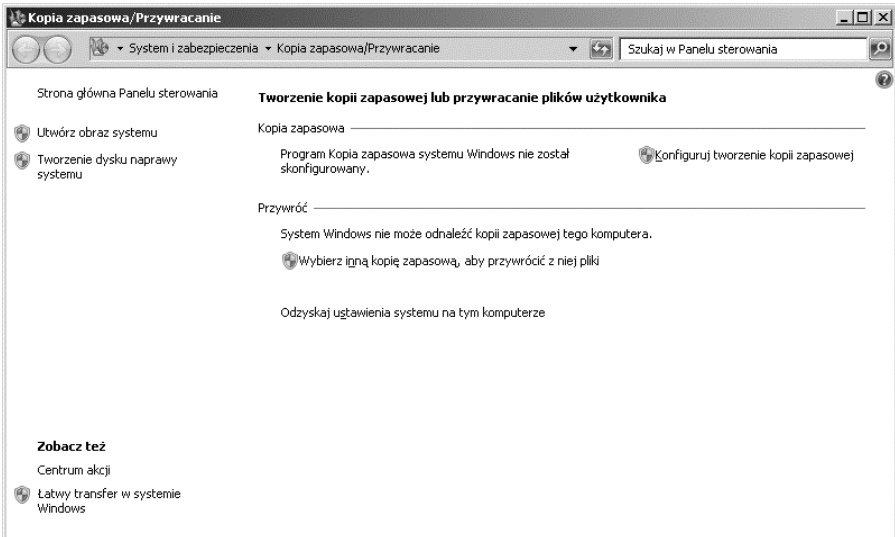 Kopia zapasowa/Przywracanie
System i zabezpieczenia Kopia zapasowa/Przywracanie
Szukaj w Panelu sterowania
Strona główna Panelu sterowania
Utwórz obraz systemu
Tworzenie dysku naprawy
systemu
Tworzenie kopii zapasowej lub przywracanie plików użytkownika
Kopia zapasowa
Program Kopia zapasowa systemu Windows nie został
skonfigurowany.
Konfiguruj tworzenie kopii zapasowej
Przywróć
System Windows nie może odnaleźć kopii zapasowej tego komputera.
Wybierz inną kopię zapasową, aby przywrócić z niej pliki
Odzyskaj ustawienia systemu na tym komputerze
Zobacz też
Centrum akcji
Łatwy transfer w systemie
Windows